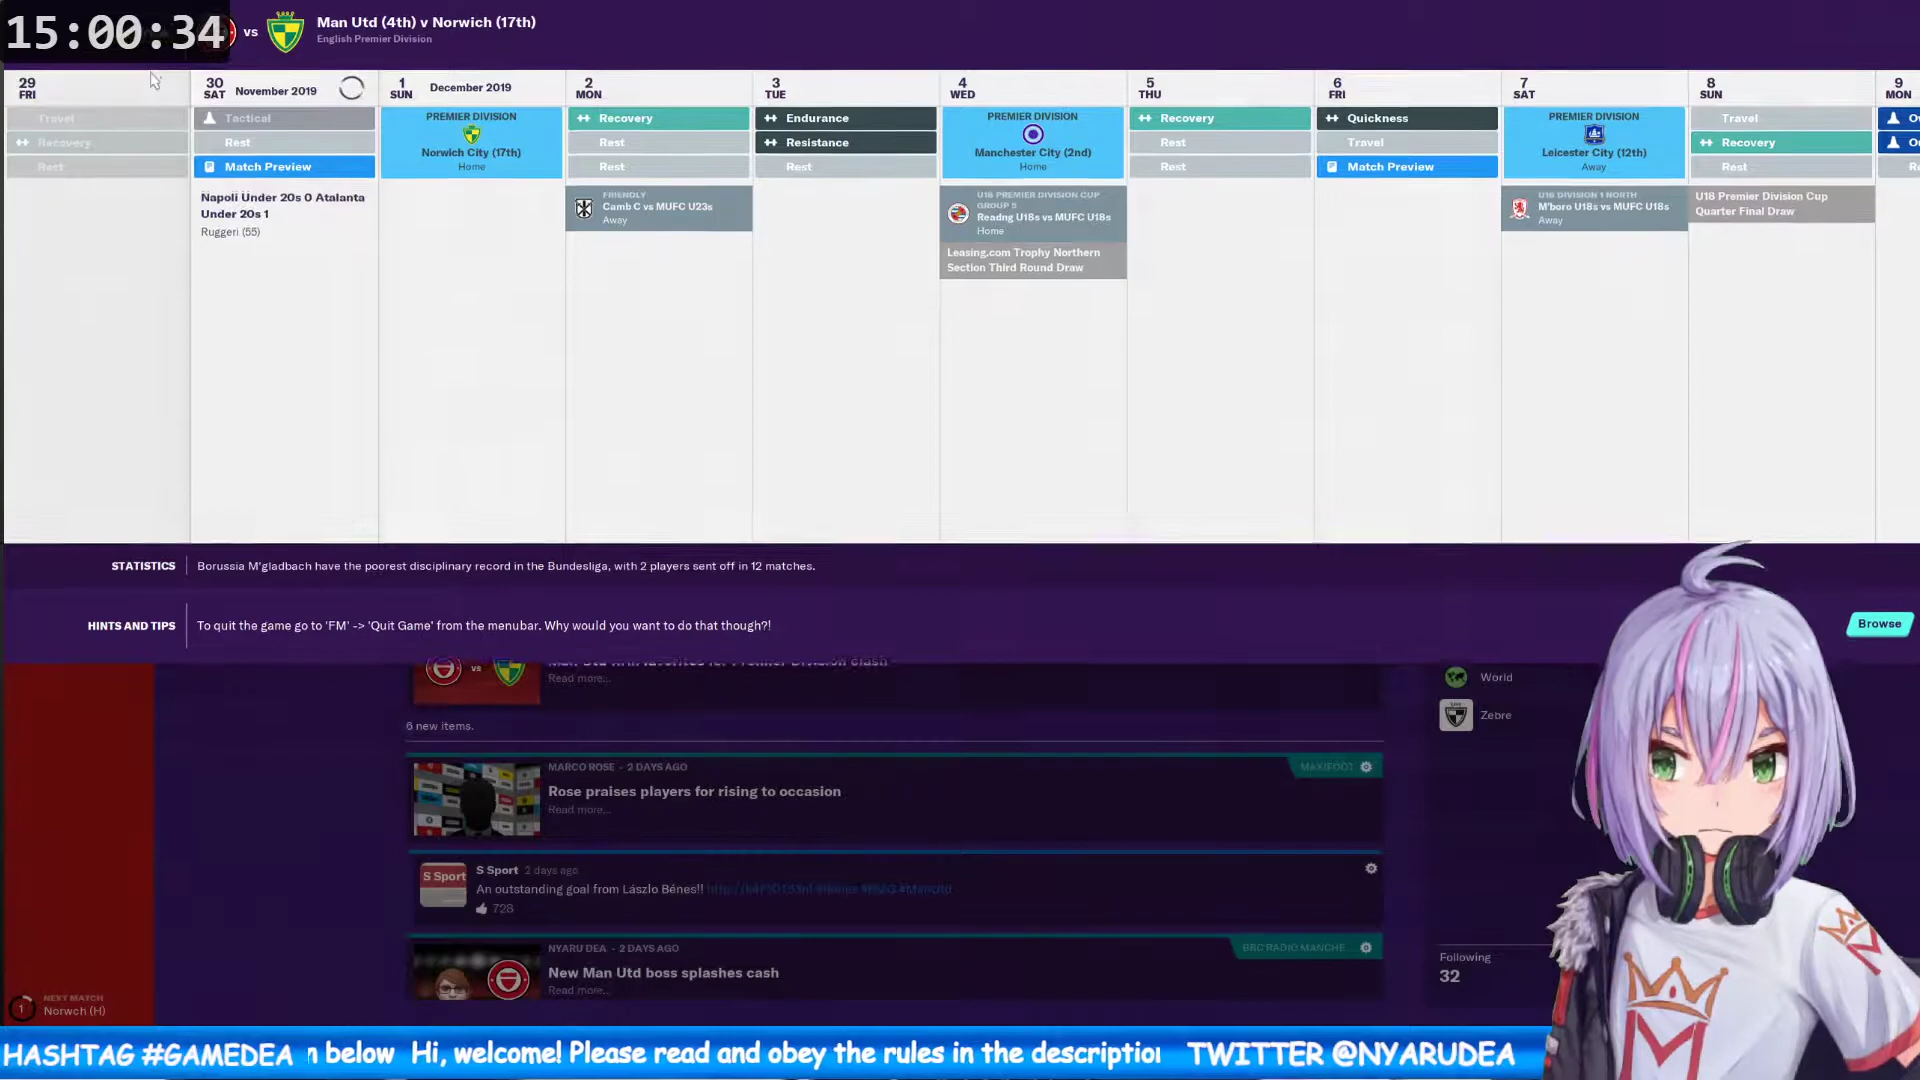 15:00:34
vs
Man Utd (4th) v Norwich (17th)
English Premier Division
29
FRI
30
SAT
November 2019
1
SUN
December 2019
2
MON
3
TUE
4
WED
5
THU
6
FRI
7
SAT
8
SUN
9
MON
Travel
Recovery
Rest
Tactical
Rest
Match Preview
Napoli Under 20s 0 Atalanta
Under 20s 1
Ruggeri (55)
PREMIER DIVISION
Norwich City (17th)
Home
Recovery
Rest
Rest
FRIENDLY
Camb C vs MUFC U23s
Away
Endurance
Resistance
Rest
PREMIER DIVISION
Manchester City (2nd)
Home
U18 PREMIER DIVISION CUP
GROUP 5
Readng U18s vs MUFC U18s
Home
Leasing.com Trophy Northern
Section Third Round Draw
Recovery
Rest
Rest
Quickness
Travel
Match Preview
PREMIER DIVISION
Leicester City (12th)
Away
U18 DIVISION 1 NORTH
M'boro U18s vs MUFC U18s
Away
Travel
Recovery
Rest
U18 Premier Division Cup
Quarter Final Draw
STATISTICS
Borussia M'gladbach have the poorest disciplinary record in the Bundesliga, with 2 players sent off in 12 matches.
HINTS AND TIPS
To quit the game go to 'FM' -> 'Quit Game' from the menubar. Why would you want to do that though?!
Browse
vs
Read more...
6 new items.
MARCO ROSE - 2 DAYS AGO
MAXIFOOT
Rose praises players for rising to occasion
Read more...
S Sport
S Sport 2 days ago
An outstanding goal from László Bénes!!
728
NYARU DEA - 2 DAYS AGO
BBC RADIO MANCHE...
New Man Utd boss splashes cash
Read more...
World
Zebre
Following
32
1
NEXT MATCH
Norwch (H)
HASHTAG #GAMEDEA
below Hi, welcome! Please read and obey the rules in the description
TWITTER @NYARUDEA